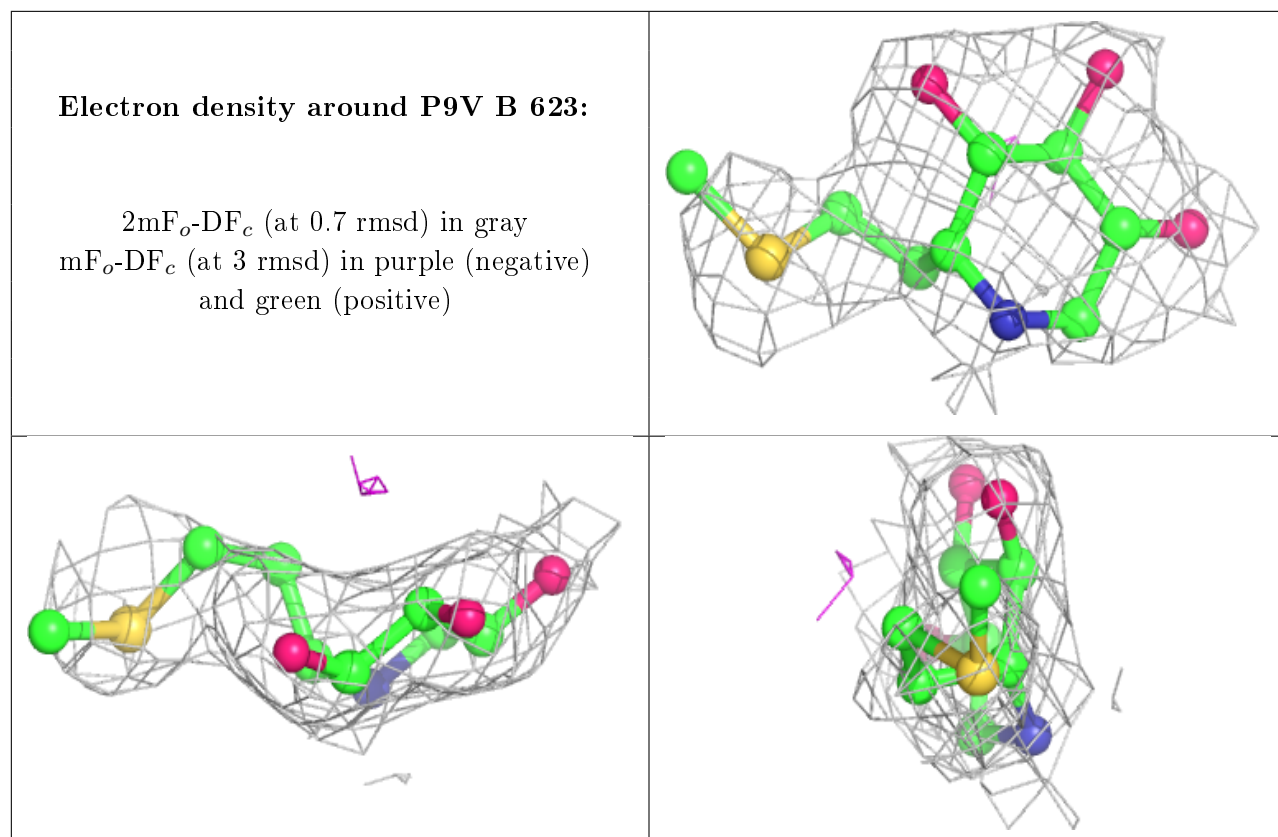 Electron density around P9V B 623:
2mFₒ-DF𝒸 (at 0.7 rmsd) in gray
mFₒ-DF𝒸 (at 3 rmsd) in purple (negative)
and green (positive)